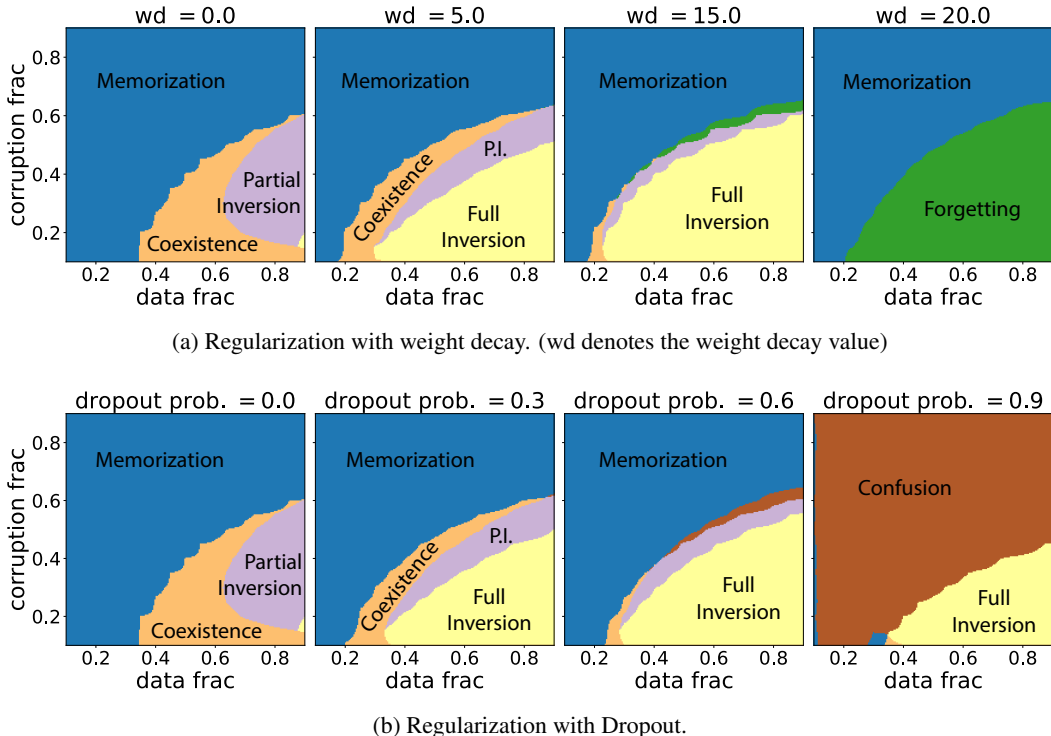 wd = 0.0 wd = 5.0 wd = 15.0 wd = 20.0
corruption frac
0.8
0.6
0.4
0.2
Memorization
Partial
Inversion
Coexistence
Memorization
Coexistence
P.I.
Full
Inversion
Memorization
Full
Inversion
Memorization
Forgetting
0.2 0.4 0.6 0.8 0.2 0.4 0.6 0.8 0.2 0.4 0.6 0.8 0.2 0.4 0.6 0.8
data frac data frac data frac data frac
(a) Regularization with weight decay. (wd denotes the weight decay value)
dropout prob. = 0.0 dropout prob. = 0.3 dropout prob. = 0.6 dropout prob. = 0.9
corruption frac
0.8
0.6
0.4
0.2
Memorization
Partial
Inversion
Coexistence
Memorization
Coexistence
P.I.
Full
Inversion
Memorization
Full
Inversion
Confusion
Full
Inversion
0.2 0.4 0.6 0.8 0.2 0.4 0.6 0.8 0.2 0.4 0.6 0.8 0.2 0.4 0.6 0.8
data frac data frac data frac data frac
(b) Regularization with Dropout.